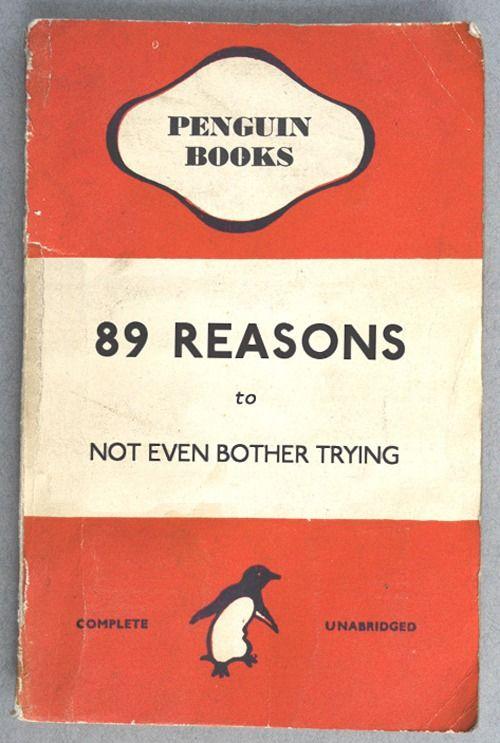 PENGUIN
BOOKS
89 REASONS
to
NOT EVEN BOTHER TRYING
COMPLETE UNABRIDGED